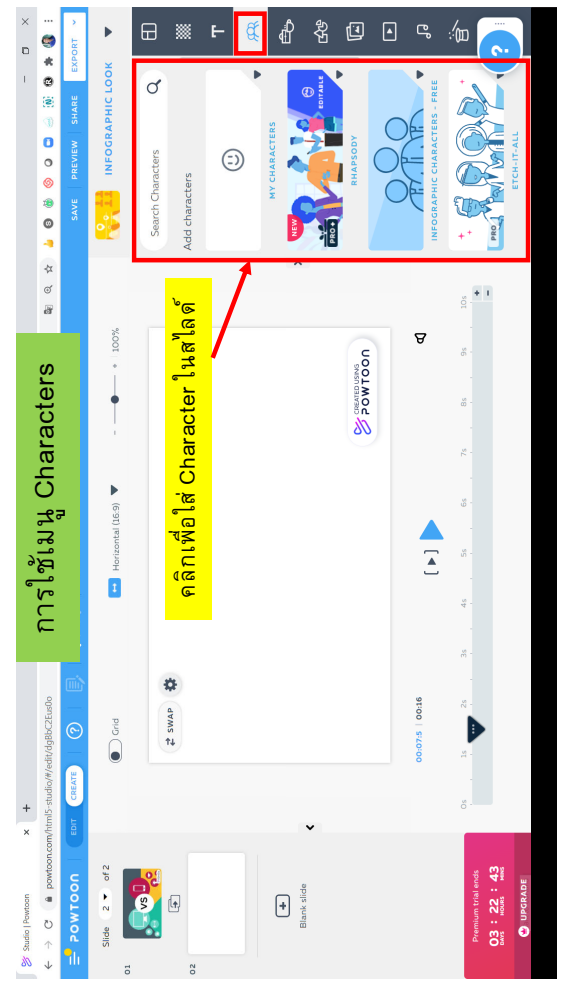 Studio | Powtoon
powtoon.com/html5-studio/#/edit/dgBbC2Eus0o
การใช้เมนู Characters
POWTOON
EDIT
CREATE
SAVE
PREVIEW
SHARE
EXPORT
Slide 2 of 2
Grid
Horizontal (16:9)
100%
INFOGRAPHIC LOOK
01
VS
02
Blank slide
SWAP
คลิกเพื่อใส่ Character ในสไลด์
CREATED USING
POWTOON
Search Characters
Add characters
MY CHARACTERS
NEW
PRO+
EDITABLE
RHAPSODY
INFOGRAPHIC CHARACTERS - FREE
PRO
ETCH-IT-ALL
00:07:5 | 00:16
0s 1s 2s 3s 4s 5s 6s 7s 8s 9s 10s
Premium trial ends
03 : 22 : 43
DAYS HOURS MINS
UPGRADE